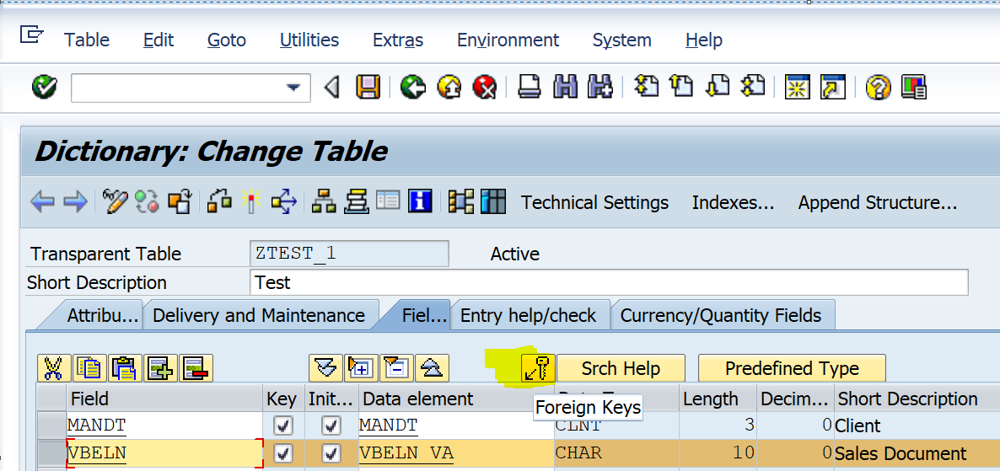 Table Edit Goto Utilities Extras Environment System Help
Dictionary: Change Table
Technical Settings Indexes... Append Structure...
Transparent Table ZTEST_1 Active
Short Description Test
Attribu... Delivery and Maintenance Fiel... Entry help/check Currency/Quantity Fields
Srch Help Predefined Type
Field Key Init... Data element Length Decim... Short Description
Foreign Keys
MANDT MANDT CLNT 3 0 Client
VBELN VBELN_VA CHAR 10 0 Sales Document